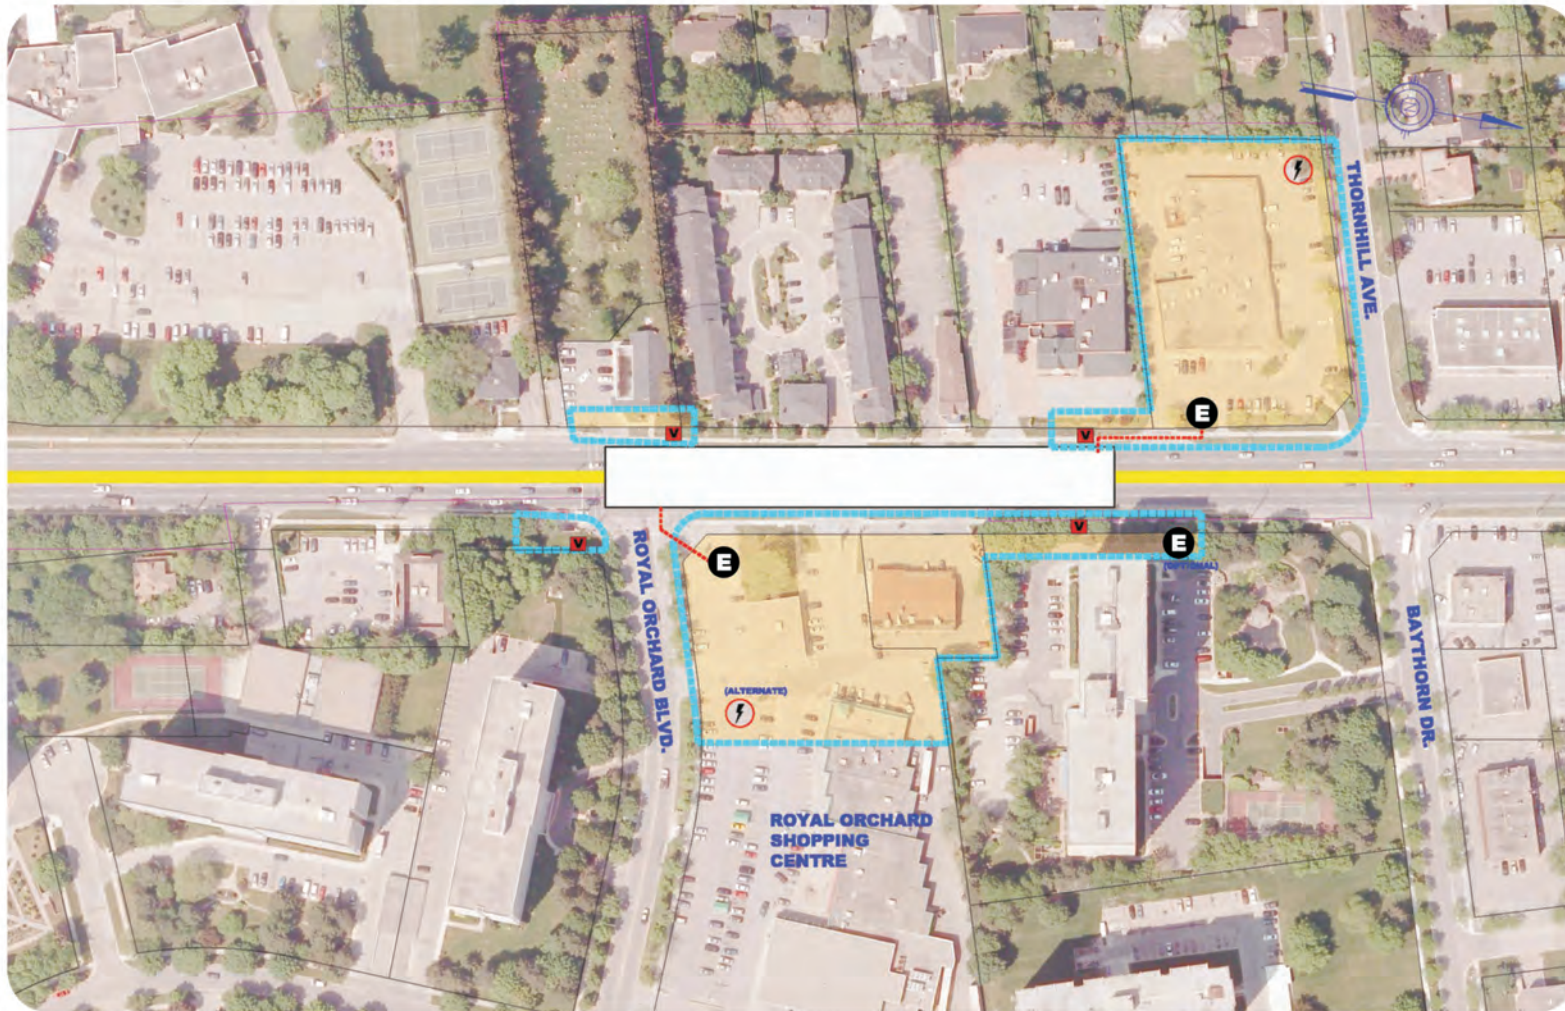 THORNHILL AVE.
E
V
V
V
V
E
E
(OPTIONAL)
ROYAL ORCHARD BLVD.
BAYTHORN DR.
(ALTERNATE)
ROYAL ORCHARD
SHOPPING
CENTRE